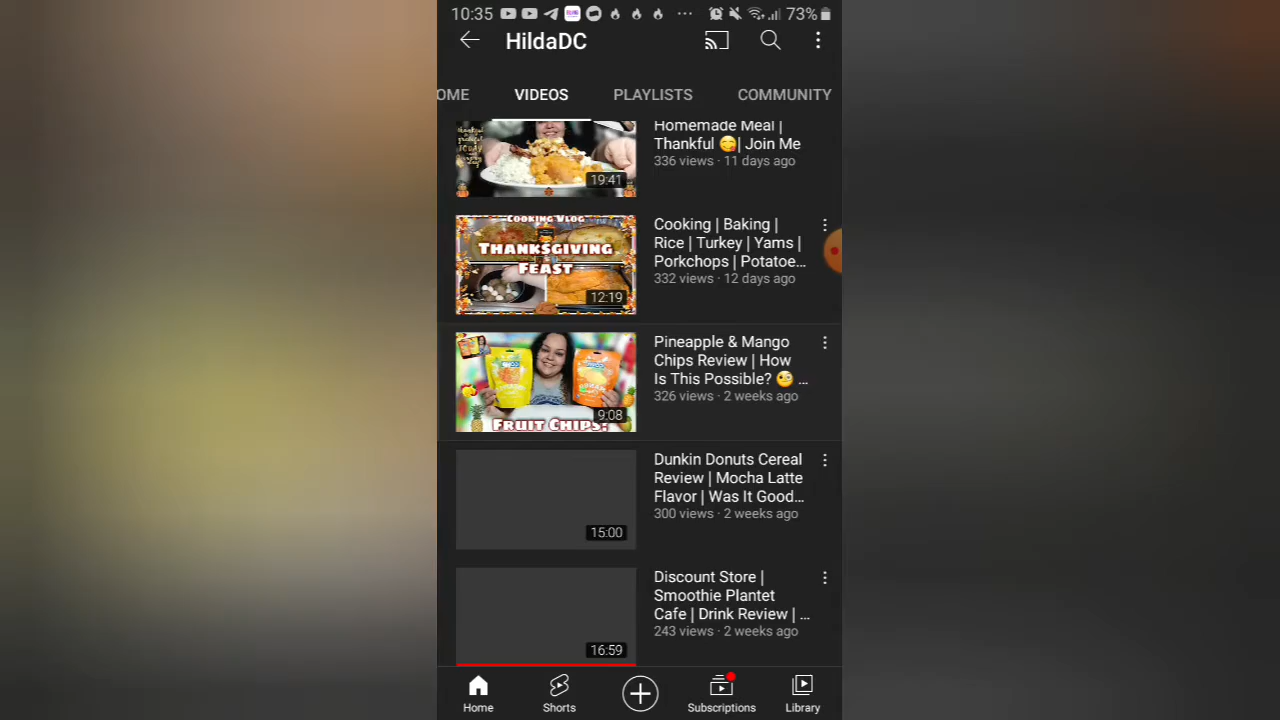 10:35
73%
HildaDC
OME
VIDEOS
PLAYLISTS
COMMUNITY
19:41
Homemade Meal |
Thankful 😋| Join Me
336 views · 11 days ago
COOKING VLOG
THANKSGIVING
FEAST
12:19
Cooking | Baking |
Rice | Turkey | Yams |
Porkchops | Potatoe...
332 views · 12 days ago
FRUIT CHIPS!
9:08
Pineapple & Mango
Chips Review | How
Is This Possible? 🧐 ...
326 views · 2 weeks ago
15:00
Dunkin Donuts Cereal
Review | Mocha Latte
Flavor | Was It Good...
300 views · 2 weeks ago
16:59
Discount Store |
Smoothie Plantet
Cafe | Drink Review | ...
243 views · 2 weeks ago
Home
Shorts
Subscriptions
Library